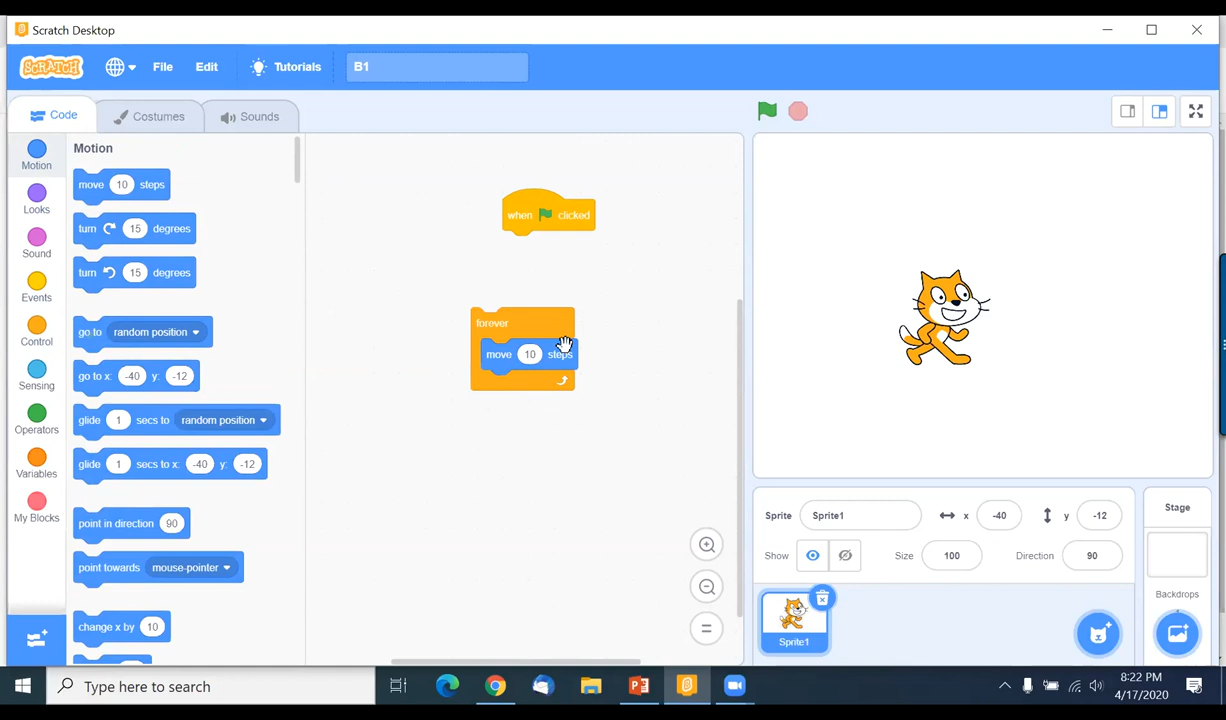 Scratch Desktop
SCRATCH
File
Edit
Tutorials
B1
Code
Costumes
Sounds
Motion
Looks
Sound
Events
Control
Sensing
Operators
Variables
My Blocks
Motion
move 10 steps
turn 15 degrees
turn 15 degrees
go to random position
go to x: -40 y: -12
glide 1 secs to random position
glide 1 secs to x: -40 y: -12
point in direction 90
point towards mouse-pointer
change x by 10
when clicked
forever
move 10 steps
Sprite Sprite1 x -40 y -12
Show Size 100 Direction 90
Sprite1
Stage
Backdrops
Type here to search
8:22 PM
4/17/2020